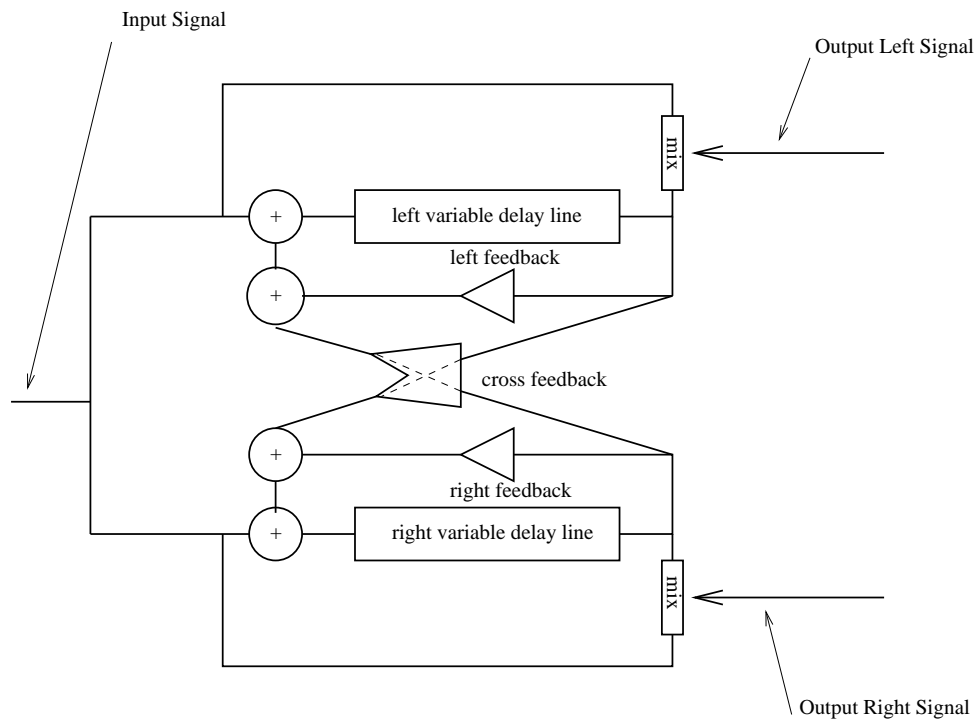 Input Signal
Output Left Signal
mix
+
left variable delay line
left feedback
+
cross feedback
+
right feedback
+
right variable delay line
mix
Output Right Signal